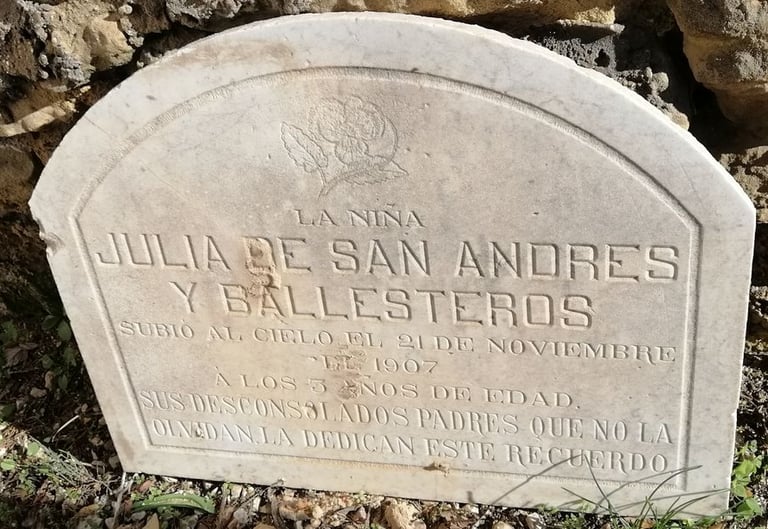 LA NIÑA
JULIA DE SAN ANDRES
Y BALLESTEROS
SUBIÓ AL CIELO EL 21 DE NOVIEMBRE
DE 1907
Á LOS 3 AÑOS DE EDAD.
SUS DESCONSOLADOS PADRES QUE NO LA
OLVIDAN, LA DEDICAN ESTE RECUERDO